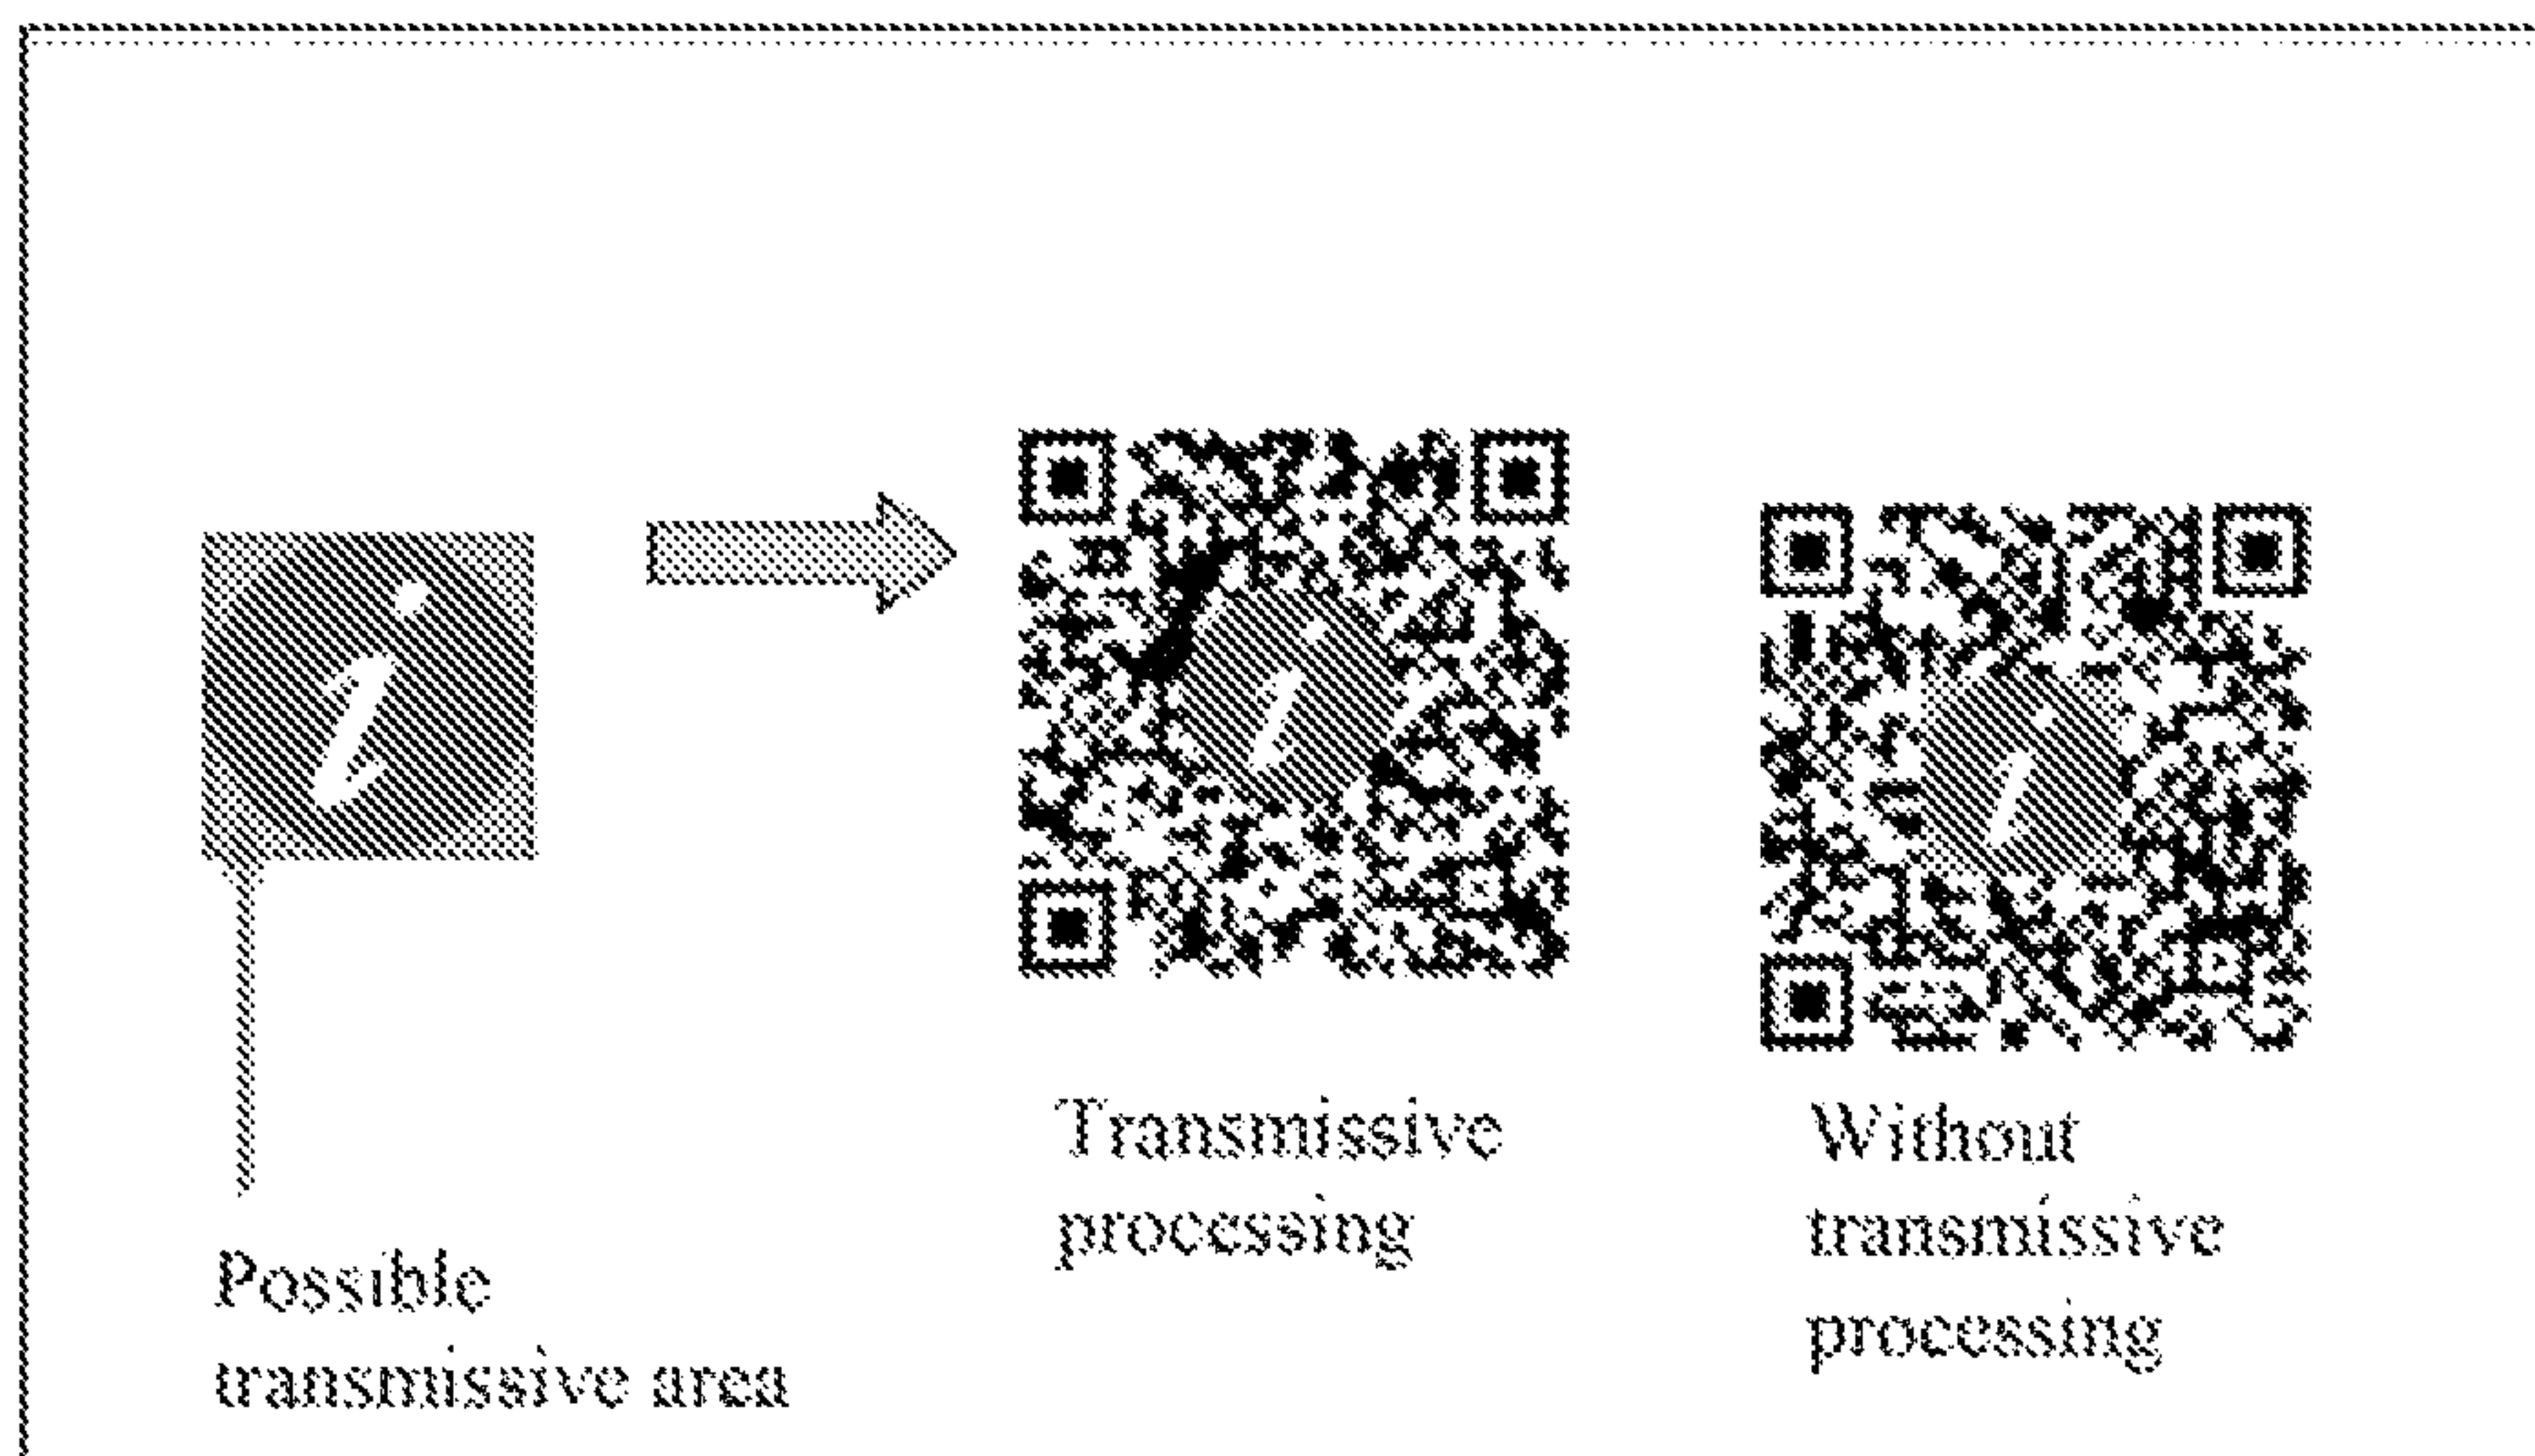 i
i
i
Transmissive
processing
Without
transmissive
processing
Possible
transmissive area